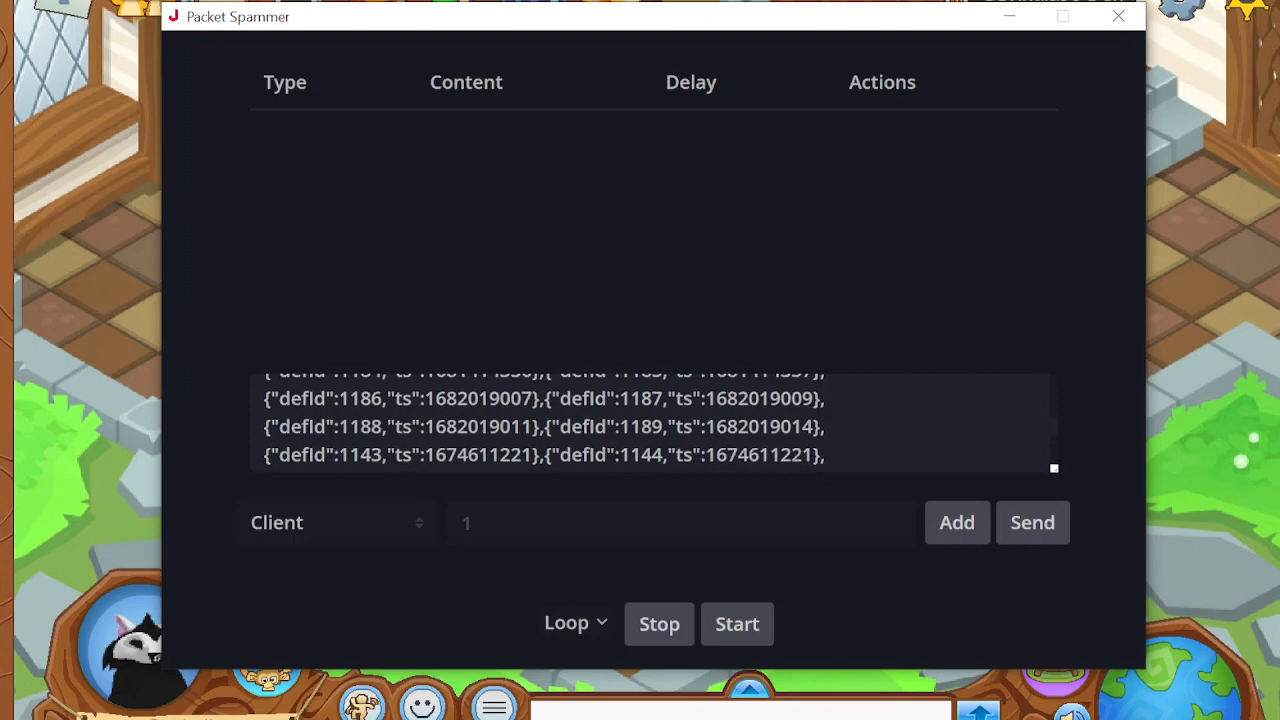 Packet Spammer
Type Content Delay Actions
{"defId":1186,"ts":1682019007},{"defId":1187,"ts":1682019009},
{"defId":1188,"ts":1682019011},{"defId":1189,"ts":1682019014},
{"defId":1143,"ts":1674611221},{"defId":1144,"ts":1674611221},
Client 1 Add Send
Loop Stop Start